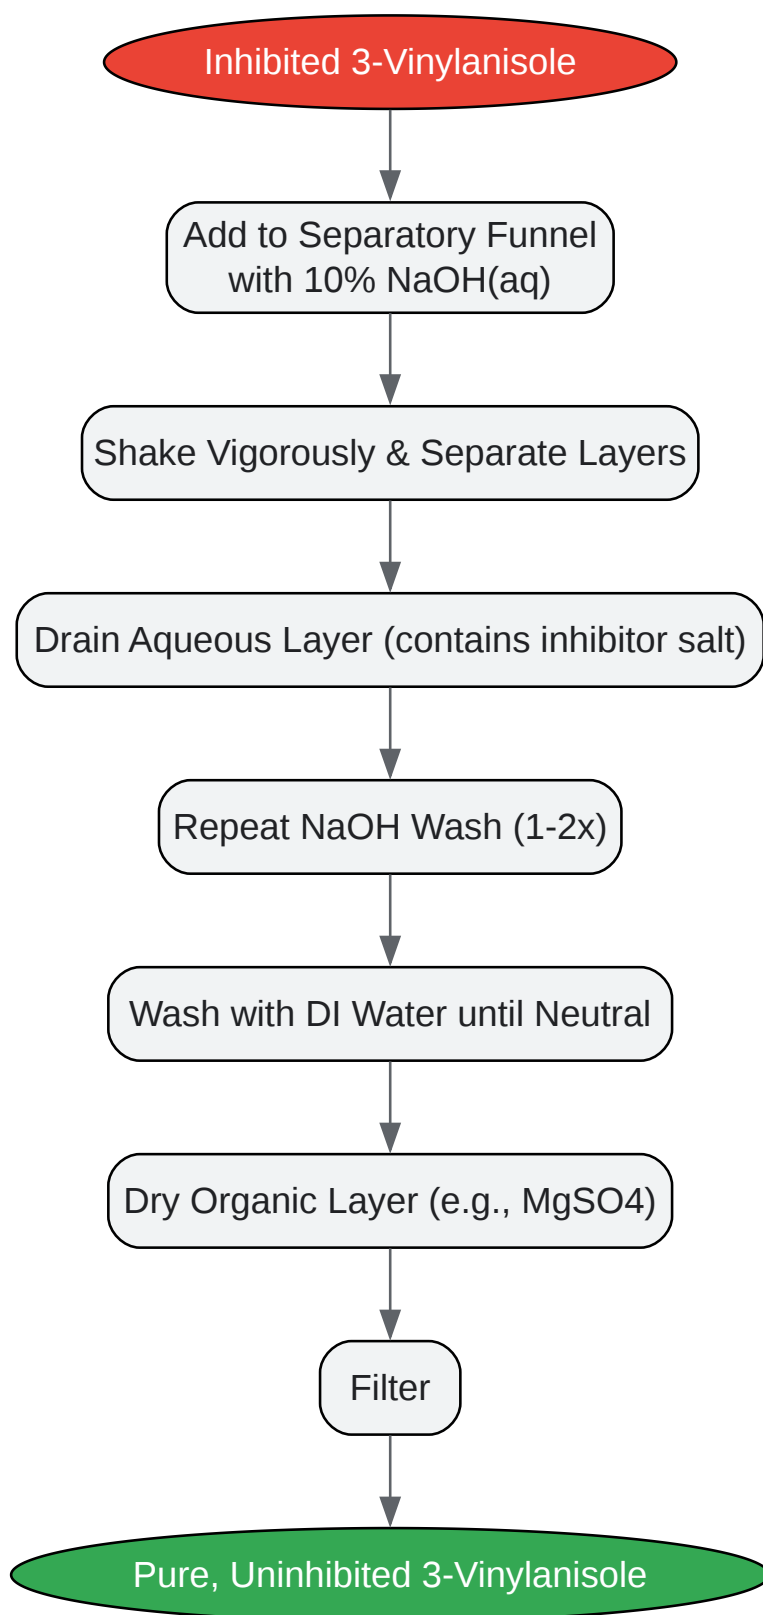 Inhibited 3-Vinylanisole
Add to Separatory Funnel
with 10% NaOH(aq)
Shake Vigorously & Separate Layers
Drain Aqueous Layer (contains inhibitor salt)
Repeat NaOH Wash (1-2x)
Wash with DI Water until Neutral
Dry Organic Layer (e.g., MgSO4)
Filter
Pure, Uninhibited 3-Vinylanisole